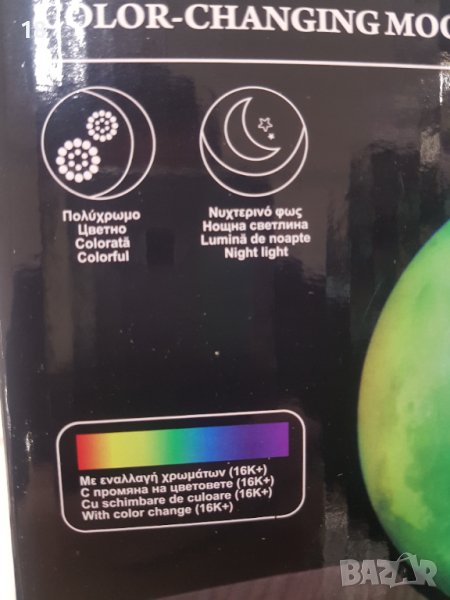 COLOR-CHANGING MOO
Πολύχρωμο
Цветно
Colorată
Colorful
Νυχτερινό φως
Нощна светлина
Lumină de noapte
Night light
Με εναλλαγή χρωμάτων (16K+)
С промяна на цветовете (16K+)
Cu schimbare de culoare (16K+)
With color change (16K+)
BAZAR